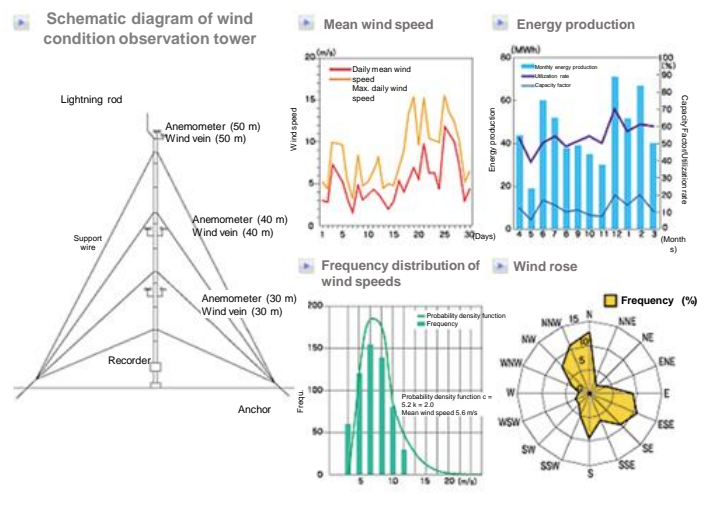 Schematic diagram of wind
condition observation tower
Lightning rod
Anemometer (50 m)
Wind vein (50 m)
Anemometer (40 m)
Wind vein (40 m)
Support
wire
Anemometer (30 m)
Wind vein (30 m)
Recorder
Anchor
Mean wind speed
20 (m/s)
Daily mean wind
speed
Max. daily wind
speed
Wind speed
15
10
5
0
1 5 10 15 20 25 30 (Days)
Energy production
(MWh)
80
60
40
20
0
Monthly energy production
Utilization rate
Capacity factor
Energy production
100
(%)
90
80
70
60
50
40
30
20
10
0
Capacity Factor/Utilization rate
4 5 6 7 8 9 10 11 12 1 2 3
(Month
s)
Frequency distribution of
wind speeds
200
150
100
50
0
Frequ.
Probability density function
Frequency
Probability density function c =
5.2 k = 2.0
Mean wind speed 5.6 m/s
5 10 15 20 (m/s)
Wind rose
Frequency (%)
15
10
5
0
N
NNE
NE
ENE
E
ESE
SE
SSE
S
SSW
SW
WSW
W
WNW
NW
NNW